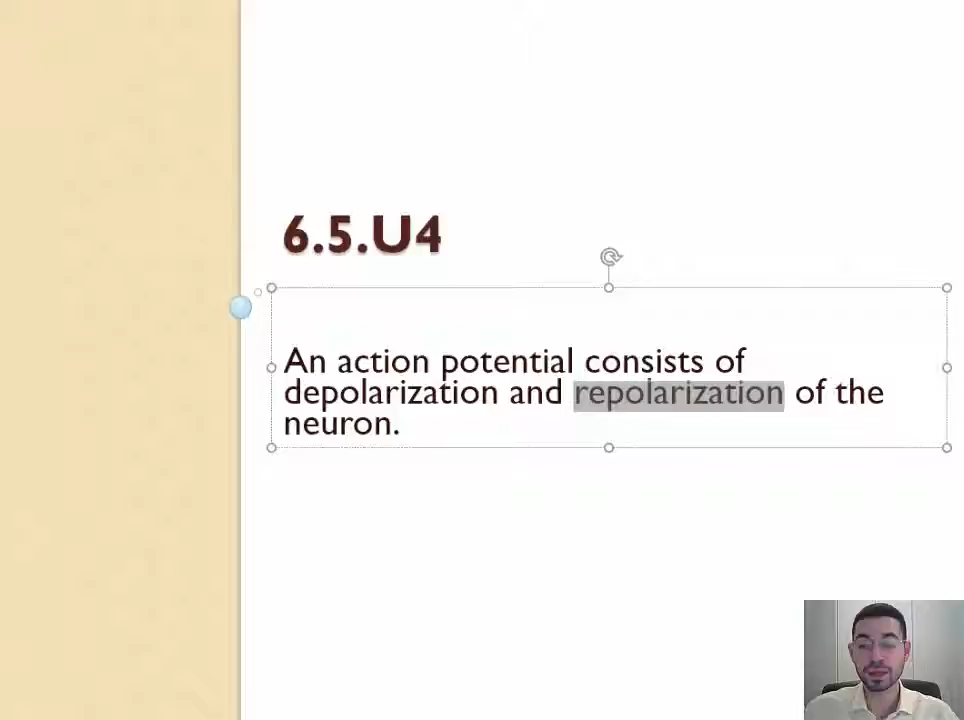 6.5.U4
An action potential consists of
depolarization and repolarization of the
neuron.